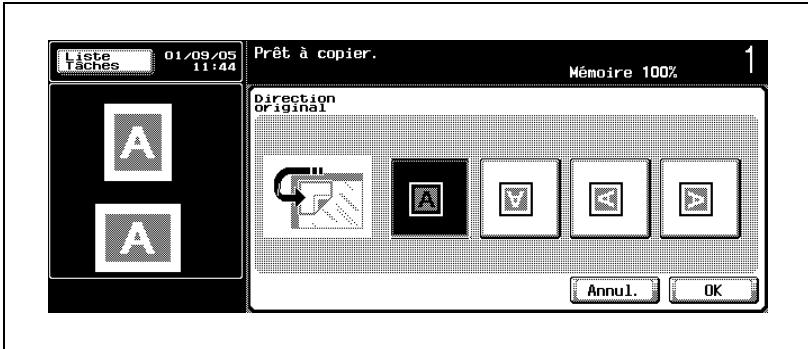 Liste
Tâches
01/09/05
11:44
Prêt à copier.
Mémoire 100%
1
Direction
original
A
A
A
A
A
A
Annul.
OK